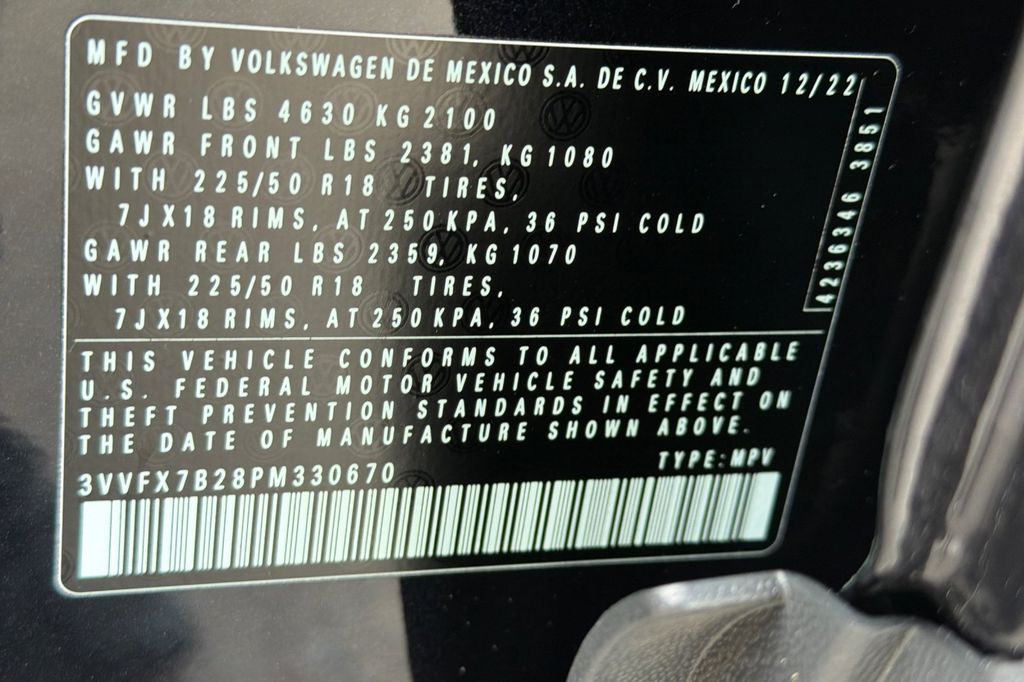 MFD BY VOLKSWAGEN DE MEXICO S.A. DE C.V. MEXICO 12/22
GVWR LBS 4630 KG 2100
GAWR FRONT LBS 2381, KG 1080
WITH 225/50 R18 TIRES,
7JX18 RIMS, AT 250 KPA, 36 PSI COLD
GAWR REAR LBS 2359, KG 1070
WITH 225/50 R18 TIRES,
7JX18 RIMS, AT 250 KPA, 36 PSI COLD
4236346 3851
THIS VEHICLE CONFORMS TO ALL APPLICABLE
U.S. FEDERAL MOTOR VEHICLE SAFETY AND
THEFT PREVENTION STANDARDS IN EFFECT ON
THE DATE OF MANUFACTURE SHOWN ABOVE.
TYPE:MPV
3VVFX7B28PM330670